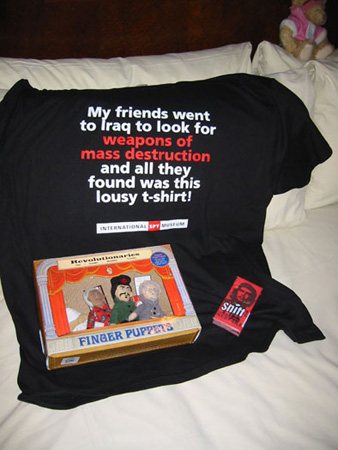 My friends went
to Iraq to look for
weapons of
mass destruction
and all they
found was this
lousy t-shirt!
INTERNATIONAL SPY MUSEUM
Revolutionaries
FINGER PUPPETS